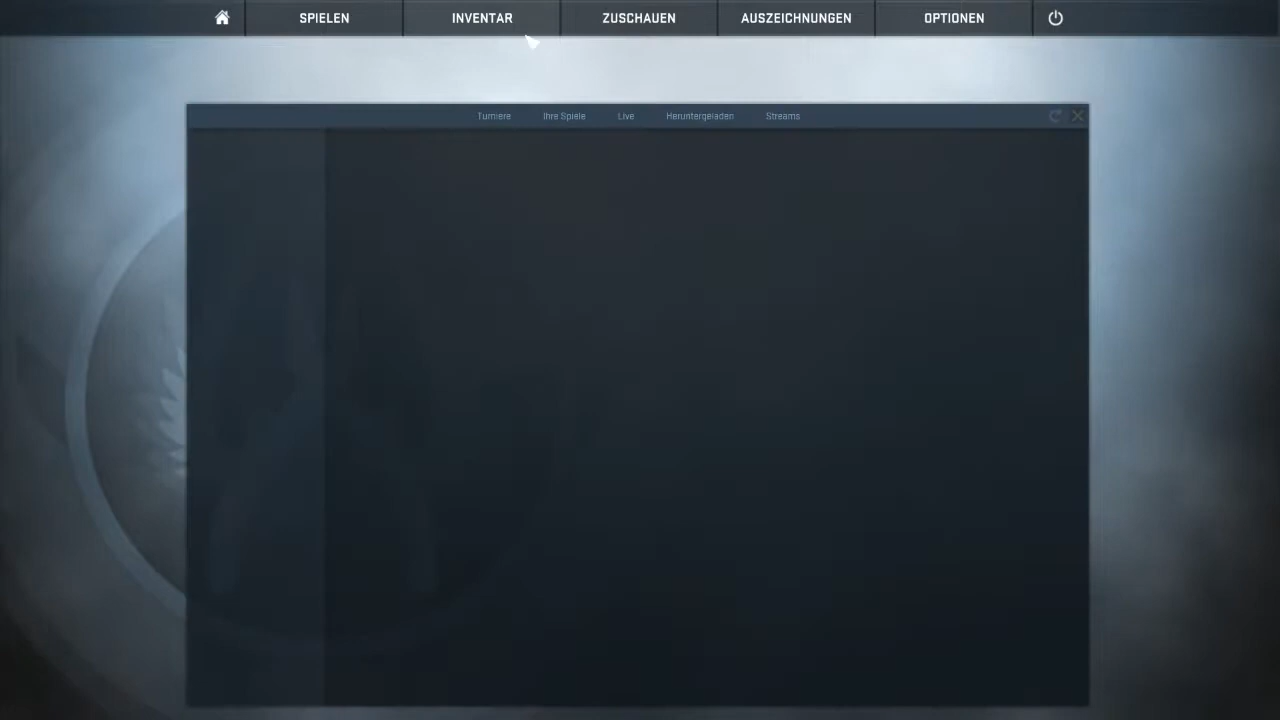 SPIELEN INVENTAR ZUSCHAUEN AUSZEICHNUNGEN OPTIONEN
Turniere Ihre Spiele Live Heruntergeladen Streams